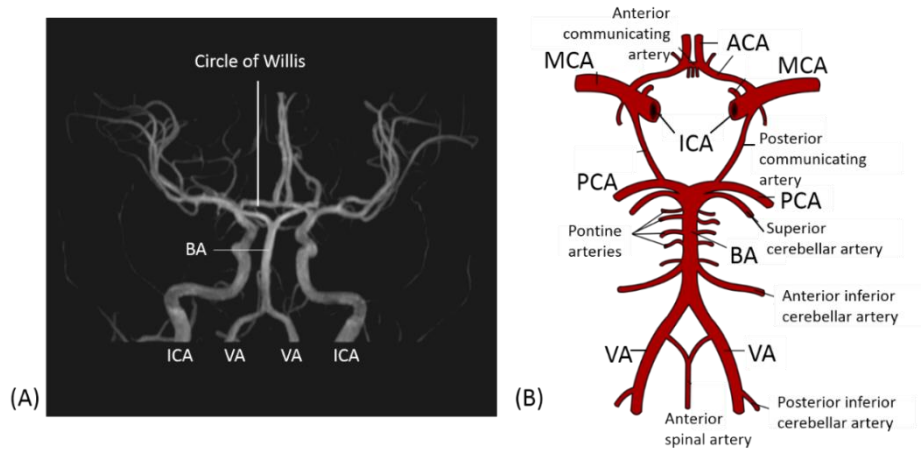 Circle of Willis
BA
ICA
VA
VA
ICA
(A)
Anterior
communicating
artery
ACA
MCA
MCA
ICA
Posterior
communicating
artery
PCA
PCA
Pontine
arteries
Superior
cerebellar artery
BA
Anterior inferior
cerebellar artery
VA
VA
(B)
Anterior
spinal artery
Posterior inferior
cerebellar artery